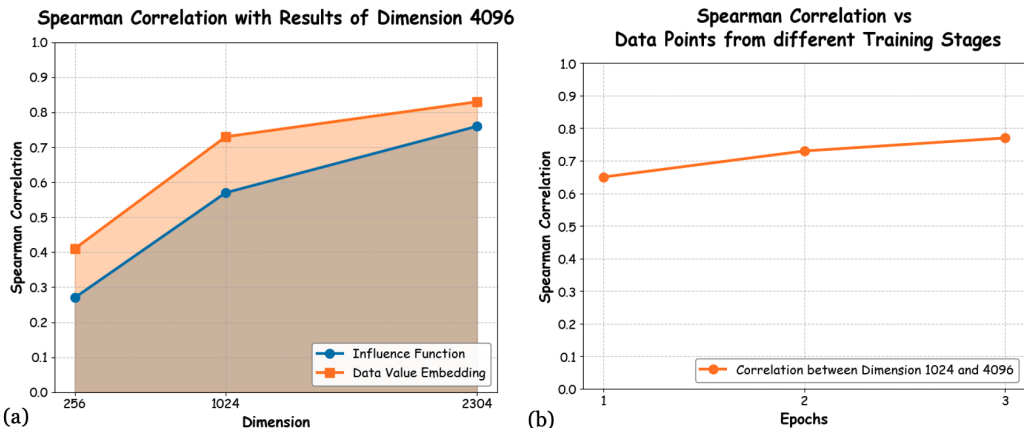 Spearman Correlation with Results of Dimension 4096
1.0
0.9
0.8
0.7
0.6
0.5
0.4
0.3
0.2
0.1
0.0
Spearman Correlation
256
1024
2304
Dimension
Influence Function
Data Value Embedding
(a)
Spearman Correlation vs
Data Points from different Training Stages
1.0
0.9
0.8
0.7
0.6
0.5
0.4
0.3
0.2
0.1
0.0
Spearman Correlation
1
2
3
Epochs
Correlation between Dimension 1024 and 4096
(b)